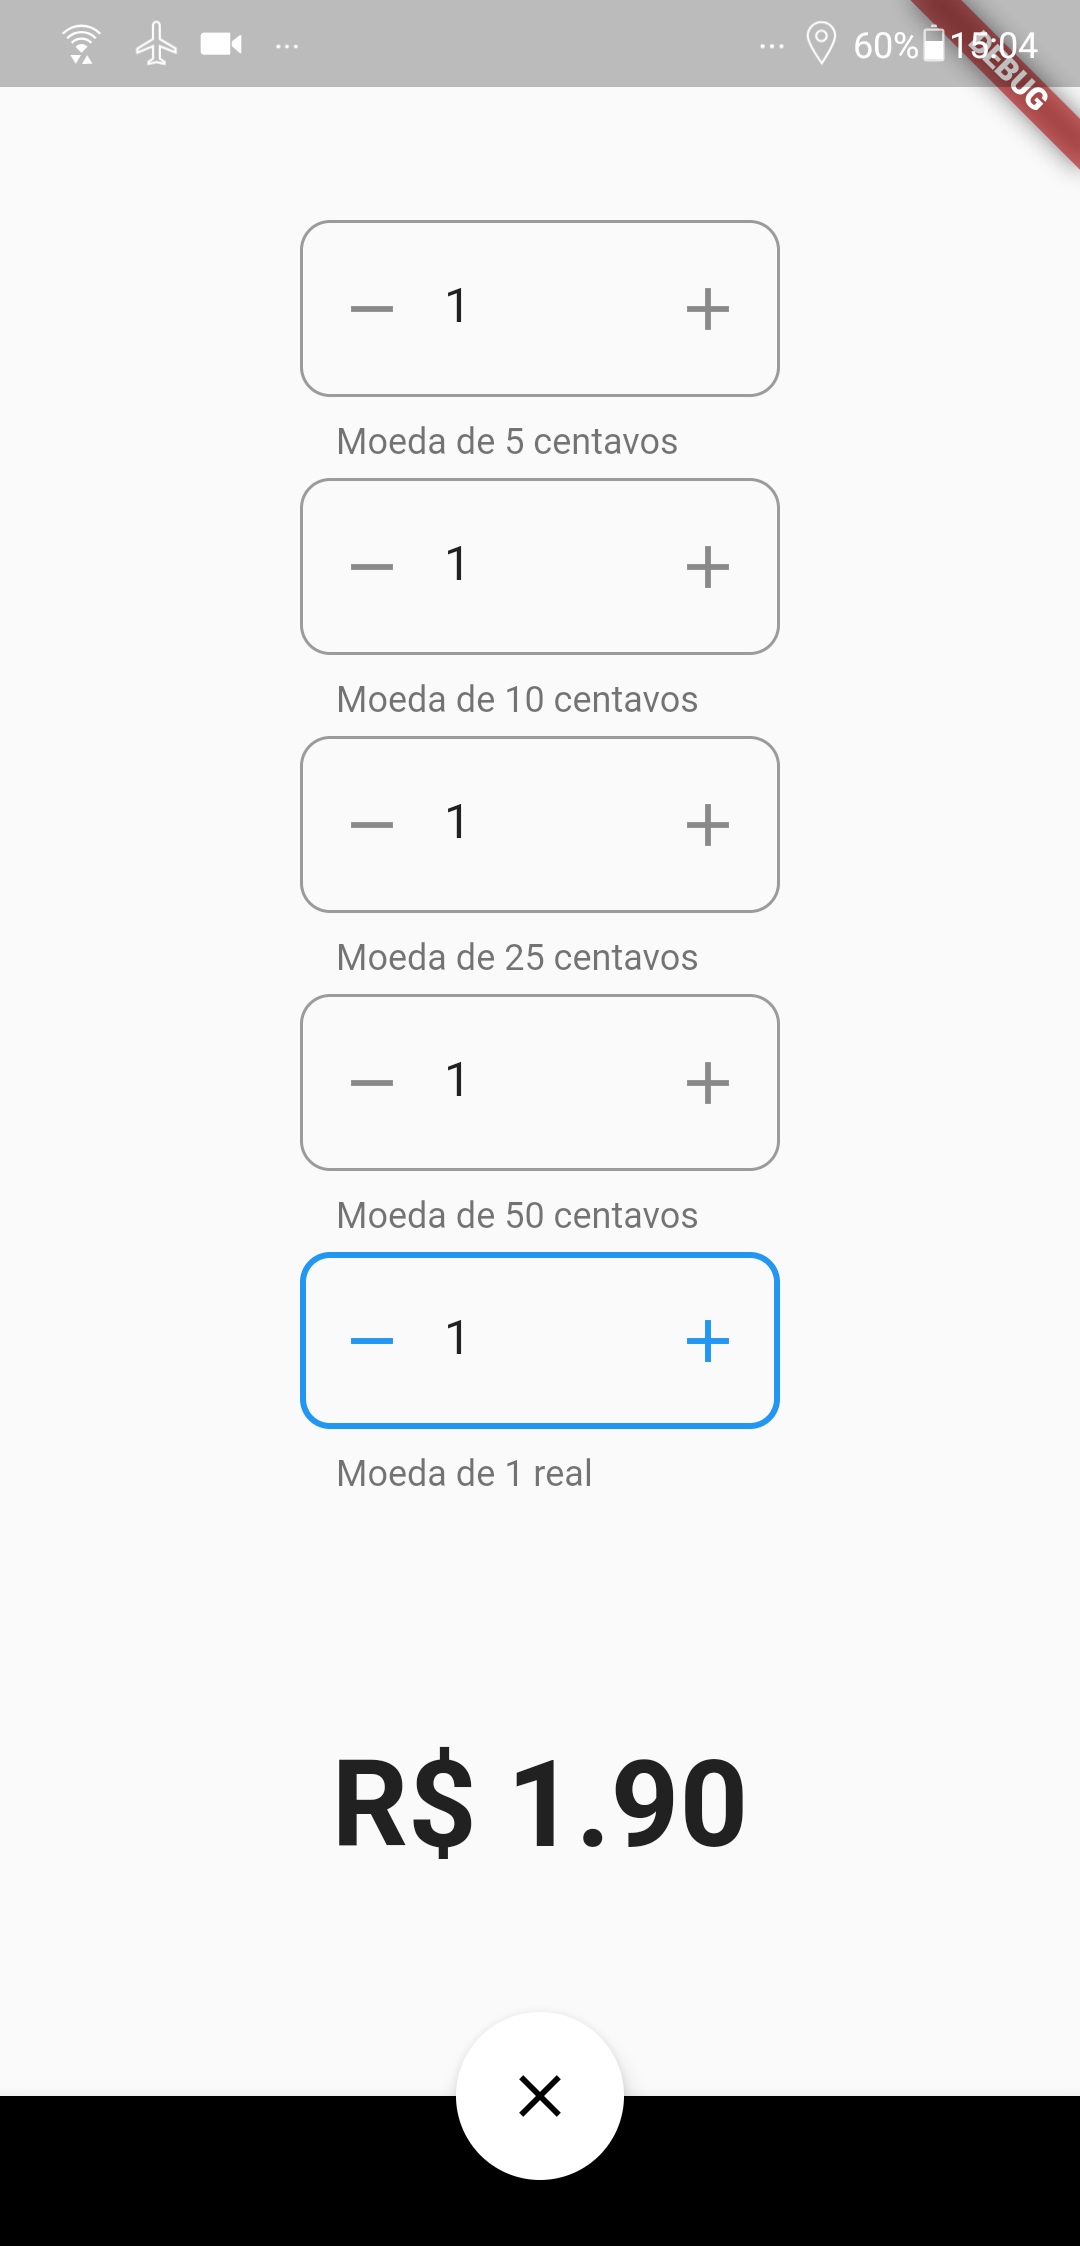 60% 15:04
DEBUG
1
Moeda de 5 centavos
1
Moeda de 10 centavos
1
Moeda de 25 centavos
1
Moeda de 50 centavos
1
Moeda de 1 real
R$ 1.90